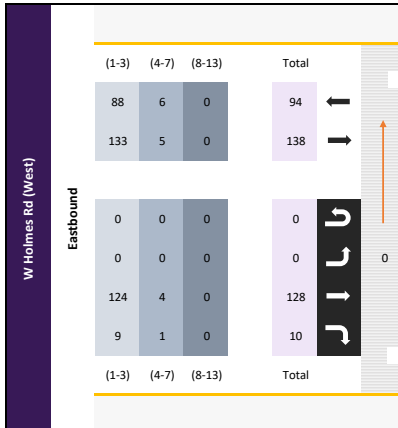 W Holmes Rd (West)
Eastbound
(1-3) (4-7) (8-13) Total
88 6 0 94
133 5 0 138
0 0 0 0
0 0 0 0 0
124 4 0 128
9 1 0 10
(1-3) (4-7) (8-13) Total